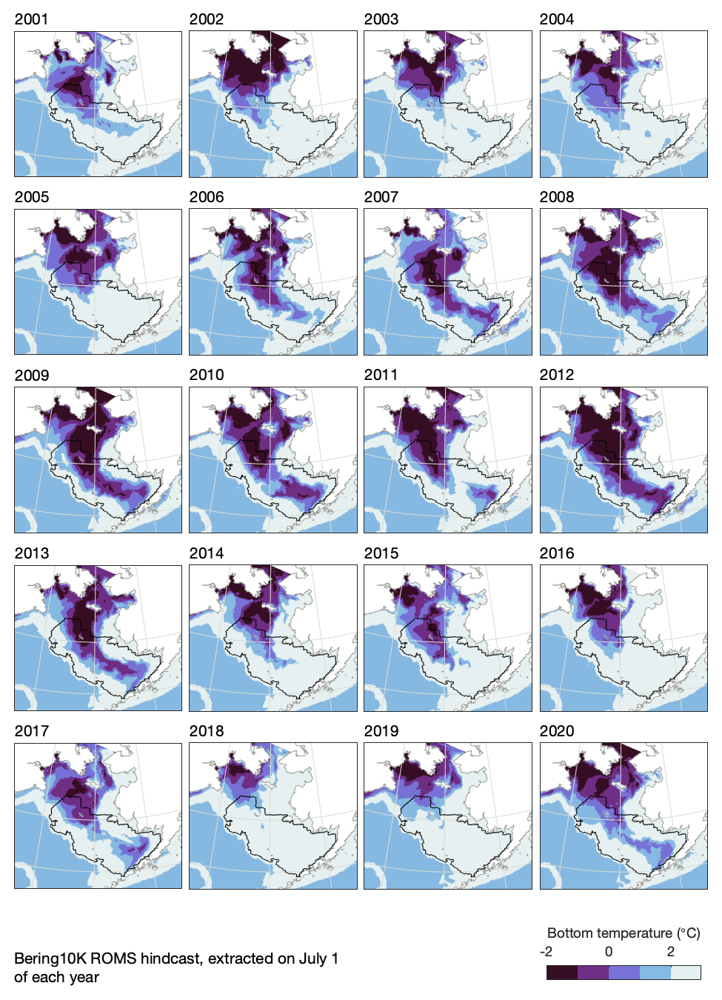 2001 2002 2003 2004
2005 2006 2007 2008
2009 2010 2011 2012
2013 2014 2015 2016
2017 2018 2019 2020
Bottom temperature (°C)
-2 0 2
Bering10K ROMS hindcast, extracted on July 1
of each year